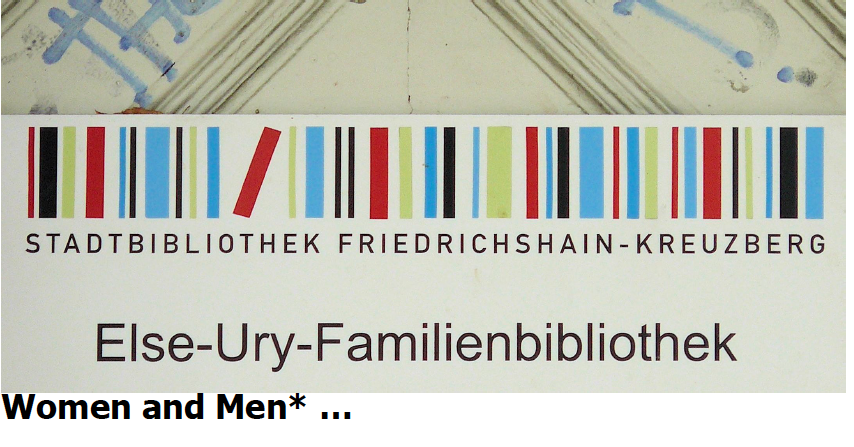 STADTBIBLIOTHEK FRIEDRICHSHAIN-KREUZBERG
Else-Ury-Familienbibliothek
Women and Men* ...